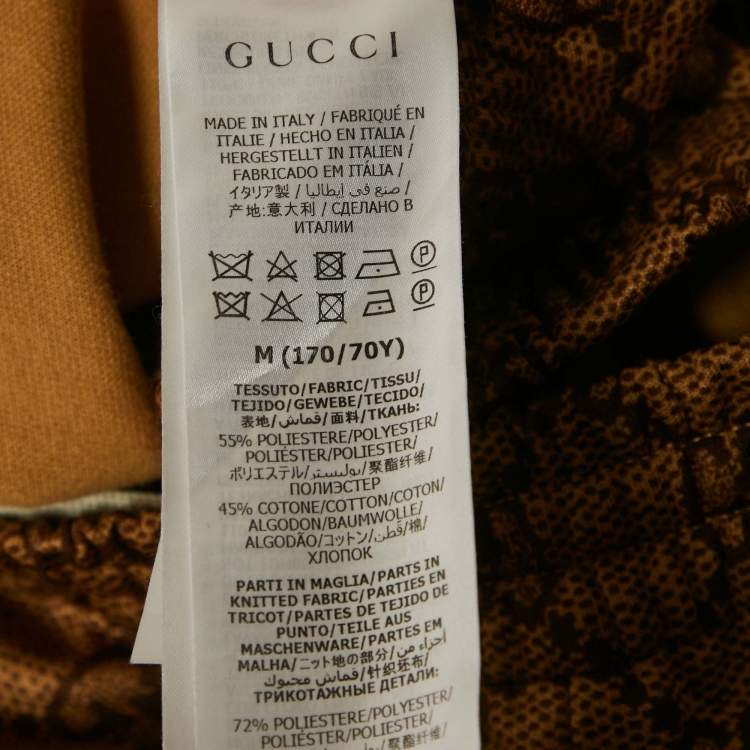 GUCCI
MADE IN ITALY / FABRIQUÉ EN
ITALIE / HECHO EN ITALIA /
HERGESTELLT IN ITALIEN /
FABRICADO EM ITÁLIA /
イタリア製 / صنع في إيطاليا /
产地:意大利 / СДЕЛАНО В
ИТАЛИИ
P
P
M (170/70Y)
TESSUTO/FABRIC/TISSU/
TEJIDO/GEWEBE/TECIDO/
表地/قماش/面料/ТКАНЬ:
55% POLIESTERE/POLYESTER/
POLIÉSTER/POLYESTER/
ポリエステル/بوليستر/聚酯纤维/
ПОЛИЭСТЕР
45% COTONE/COTTON/COTON/
ALGODON/BAUMWOLLE/
ALGODÃO/コットン/قطن/棉/
ХЛОПОК
PARTI IN MAGLIA/PARTS IN
KNITTED FABRIC/PARTIES EN
TRICOT/PARTES DE TEJIDO DE
PUNTO/TEILE AUS
MASCHENWARE/PARTES EM
MALHA/ニット地の部分/أجزاء من
قماش محبوك/针织坯布/
ТРИКОТАЖНЫЕ ДЕТАЛИ:
72% POLIESTERE/POLYESTER/
POLIÉSTER/POLYESTER/